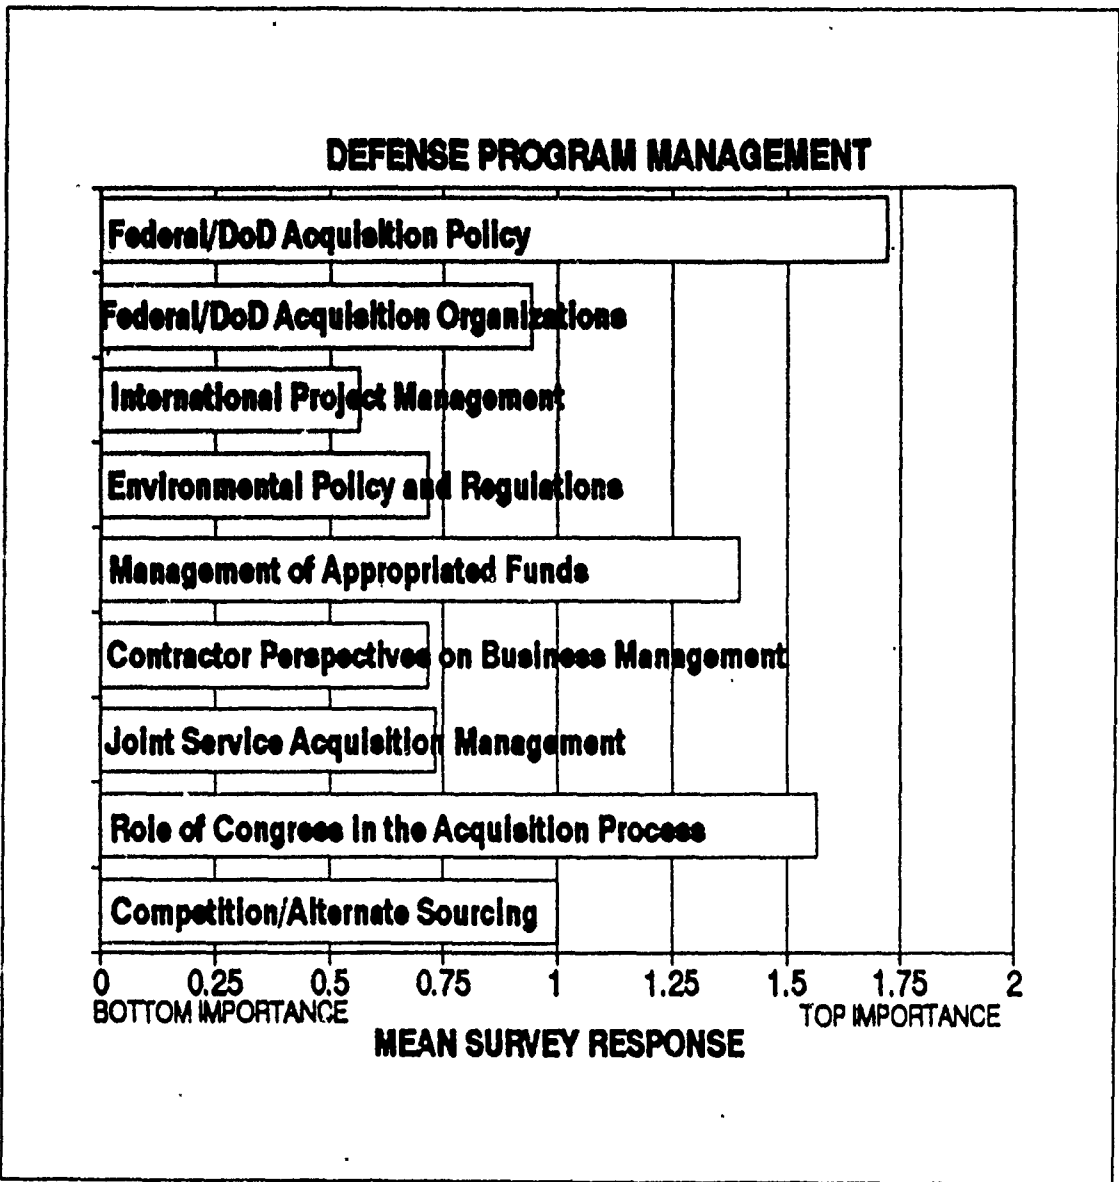 DEFENSE PROGRAM MANAGEMENT
Federal/DoD Acquisition Policy
Federal/DoD Acquisition Organizations
International Project Management
Environmental Policy and Regulations
Management of Appropriated Funds
Contractor Perspectives on Business Management
Joint Service Acquisition Management
Role of Congress in the Acquisition Process
Competition/Alternate Sourcing
0 0.25 0.5 0.75 1 1.25 1.5 1.75 2
BOTTOM IMPORTANCE TOP IMPORTANCE
MEAN SURVEY RESPONSE